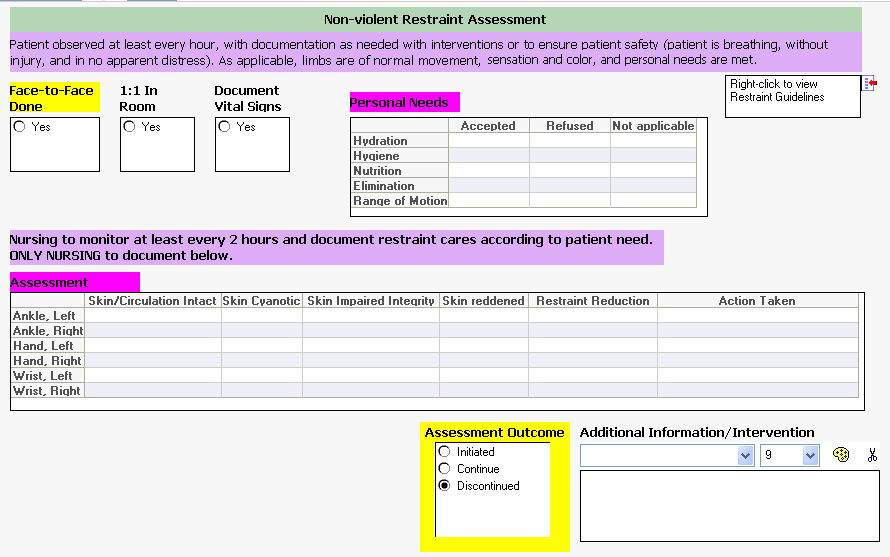 Non-violent Restraint Assessment
Patient observed at least every hour, with documentation as needed with interventions or to ensure patient safety (patient is breathing, without
injury, and in no apparent distress). As applicable, limbs are of normal movement, sensation and color, and personal needs are met.
Face-to-Face
Done
Yes
1:1 In
Room
Yes
Document
Vital Signs
Yes
Personal Needs
Accepted Refused Not applicable
Hydration
Hygiene
Nutrition
Elimination
Range of Motion
Right-click to view
Restraint Guidelines
Nursing to monitor at least every 2 hours and document restraint cares according to patient need.
ONLY NURSING to document below.
Assessment
Skin/Circulation Intact Skin Cyanotic Skin Impaired Integrity Skin reddened Restraint Reduction Action Taken
Ankle, Left
Ankle, Right
Hand, Left
Hand, Right
Wrist, Left
Wrist, Right
Assessment Outcome
Initiated
Continue
Discontinued
Additional Information/Intervention
9